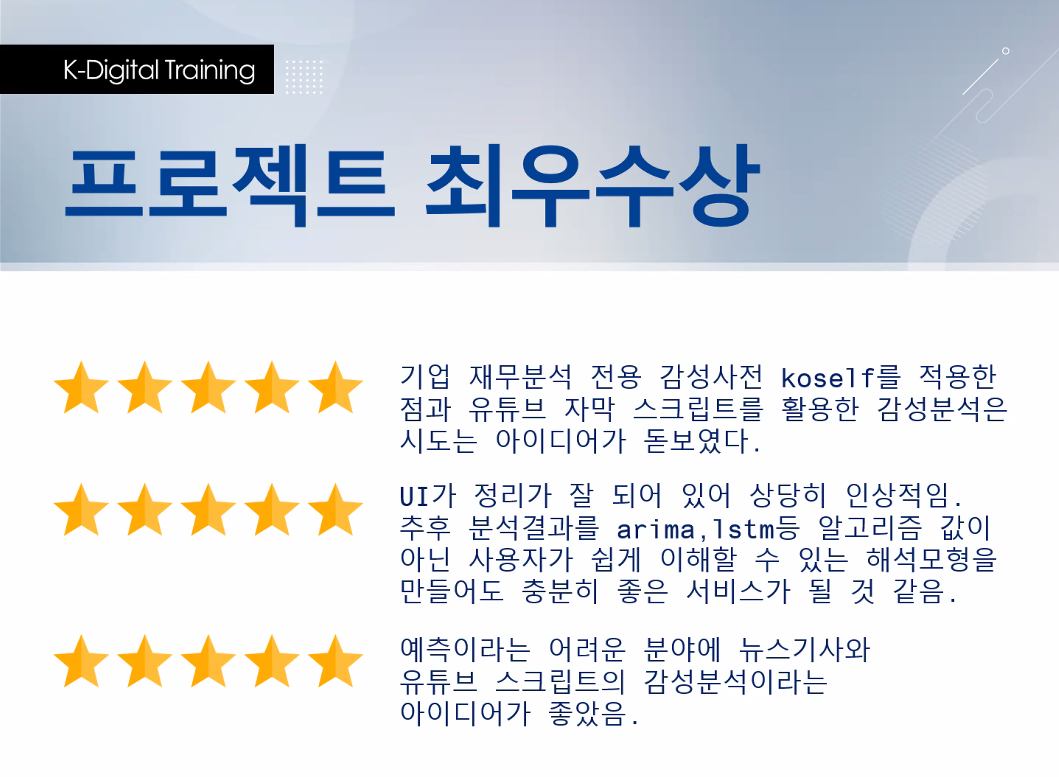 K-Digital Training
프로젝트 최우수상
기업 재무분석 전용 감성사전 koself를 적용한
점과 유튜브 자막 스크립트를 활용한 감성분석은
시도는 아이디어가 돋보였다.
UI가 정리가 잘 되어 있어 상당히 인상적임.
추후 분석결과를 arima,lstm등 알고리즘 값이
아닌 사용자가 쉽게 이해할 수 있는 해석모형을
만들어도 충분히 좋은 서비스가 될 것 같음.
예측이라는 어려운 분야에 뉴스기사와
유튜브 스크립트의 감성분석이라는
아이디어가 좋았음.